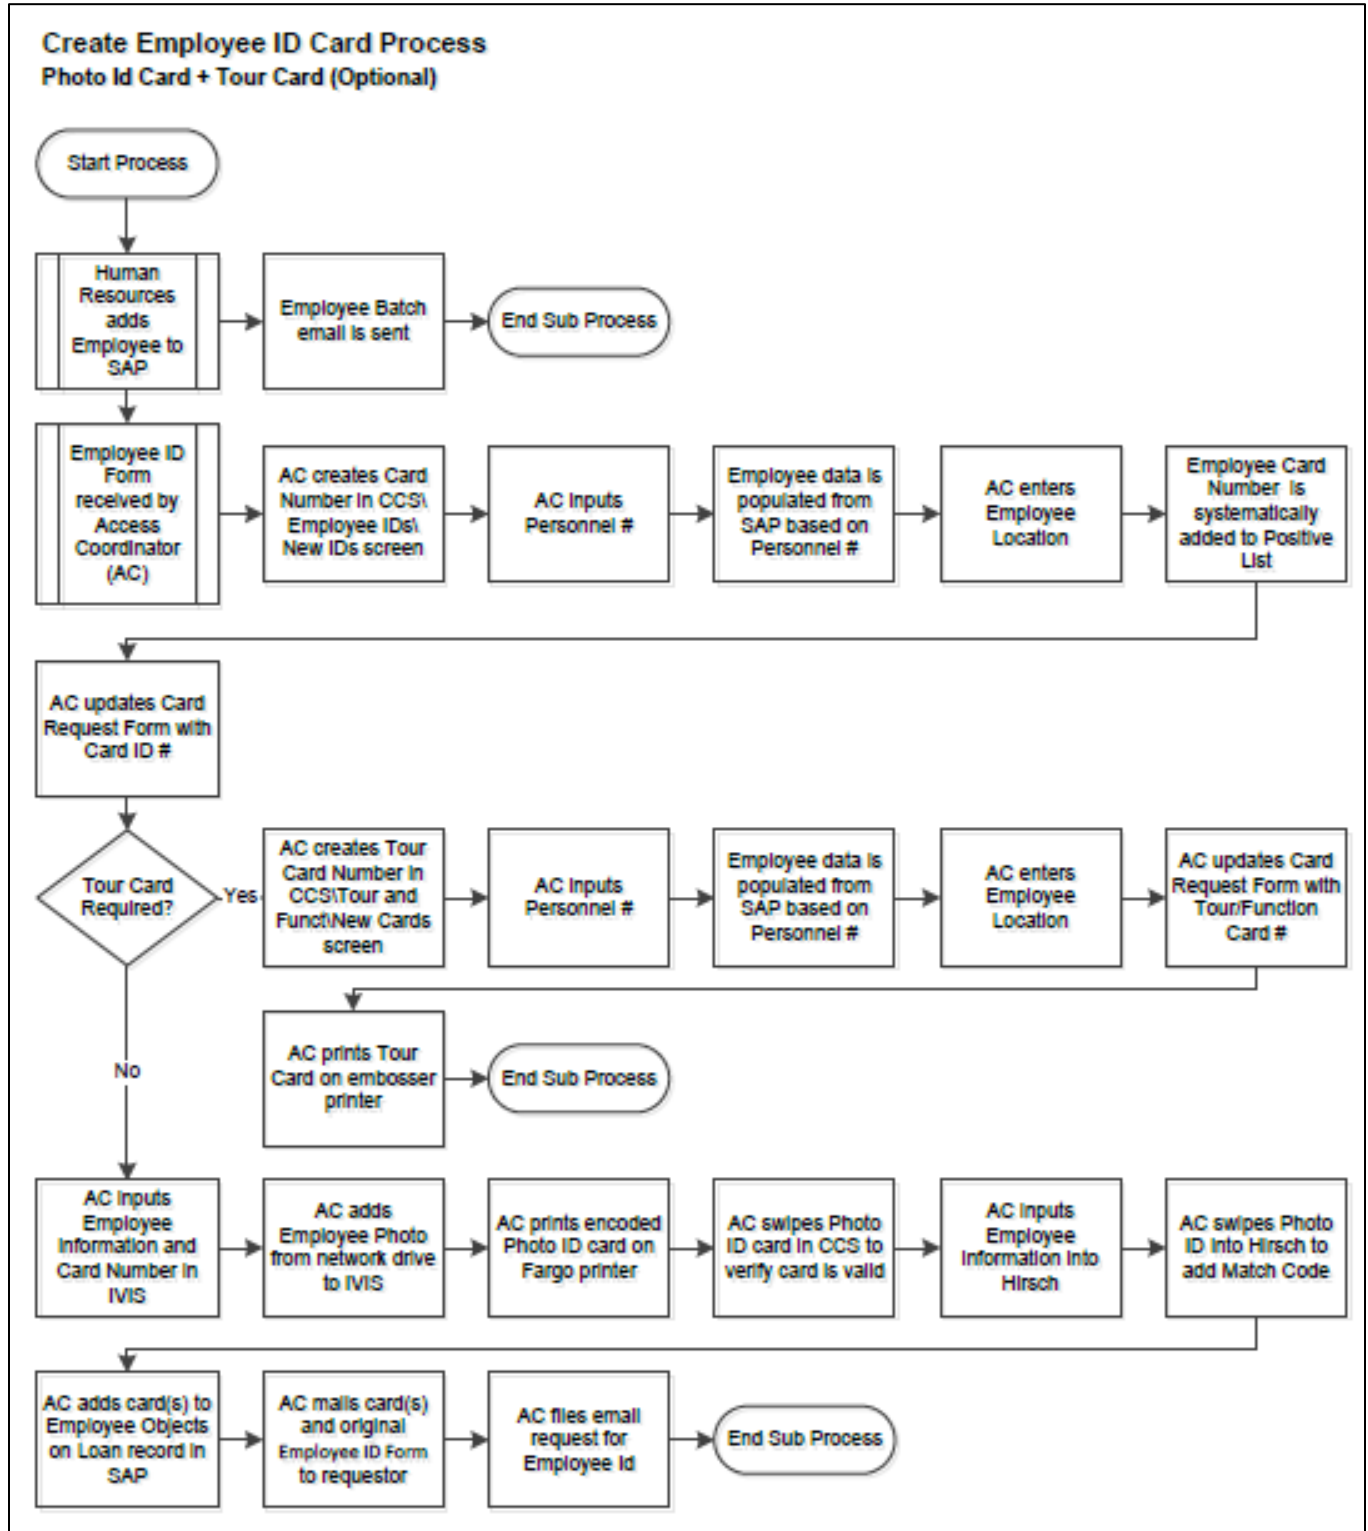 Create Employee ID Card Process
Photo Id Card + Tour Card (Optional)
Start Process
Human
Resources
adds
Employee to
SAP
Employee Batch
email is sent
End Sub Process
Employee ID
Form
received by
Access
Coordinator
(AC)
AC creates Card
Number in CCS\
Employee IDs\
New IDs screen
AC inputs
Personnel #
Employee data is
populated from
SAP based on
Personnel #
AC enters
Employee
Location
Employee Card
Number is
systematically
added to Positive
List
AC updates Card
Request Form with
Card ID #
Tour Card
Required?
Yes
AC creates Tour
Card Number in
CCS\Tour and
Funct\New Cards
screen
AC inputs
Personnel #
Employee data is
populated from
SAP based on
Personnel #
AC enters
Employee
Location
AC updates Card
Request Form with
Tour/Function
Card #
AC prints Tour
Card on embosser
printer
End Sub Process
No
AC inputs
Employee
Information and
Card Number in
IVIS
AC adds
Employee Photo
from network drive
to IVIS
AC prints encoded
Photo ID card on
Fargo printer
AC swipes Photo
ID card in CCS to
verify card is valid
AC inputs
Employee
Information into
Hirsch
AC swipes Photo
ID into Hirsch to
add Match Code
AC adds card(s) to
Employee Objects
on Loan record in
SAP
AC mails card(s)
and original
Employee ID Form
to requestor
AC files email
request for
Employee Id
End Sub Process